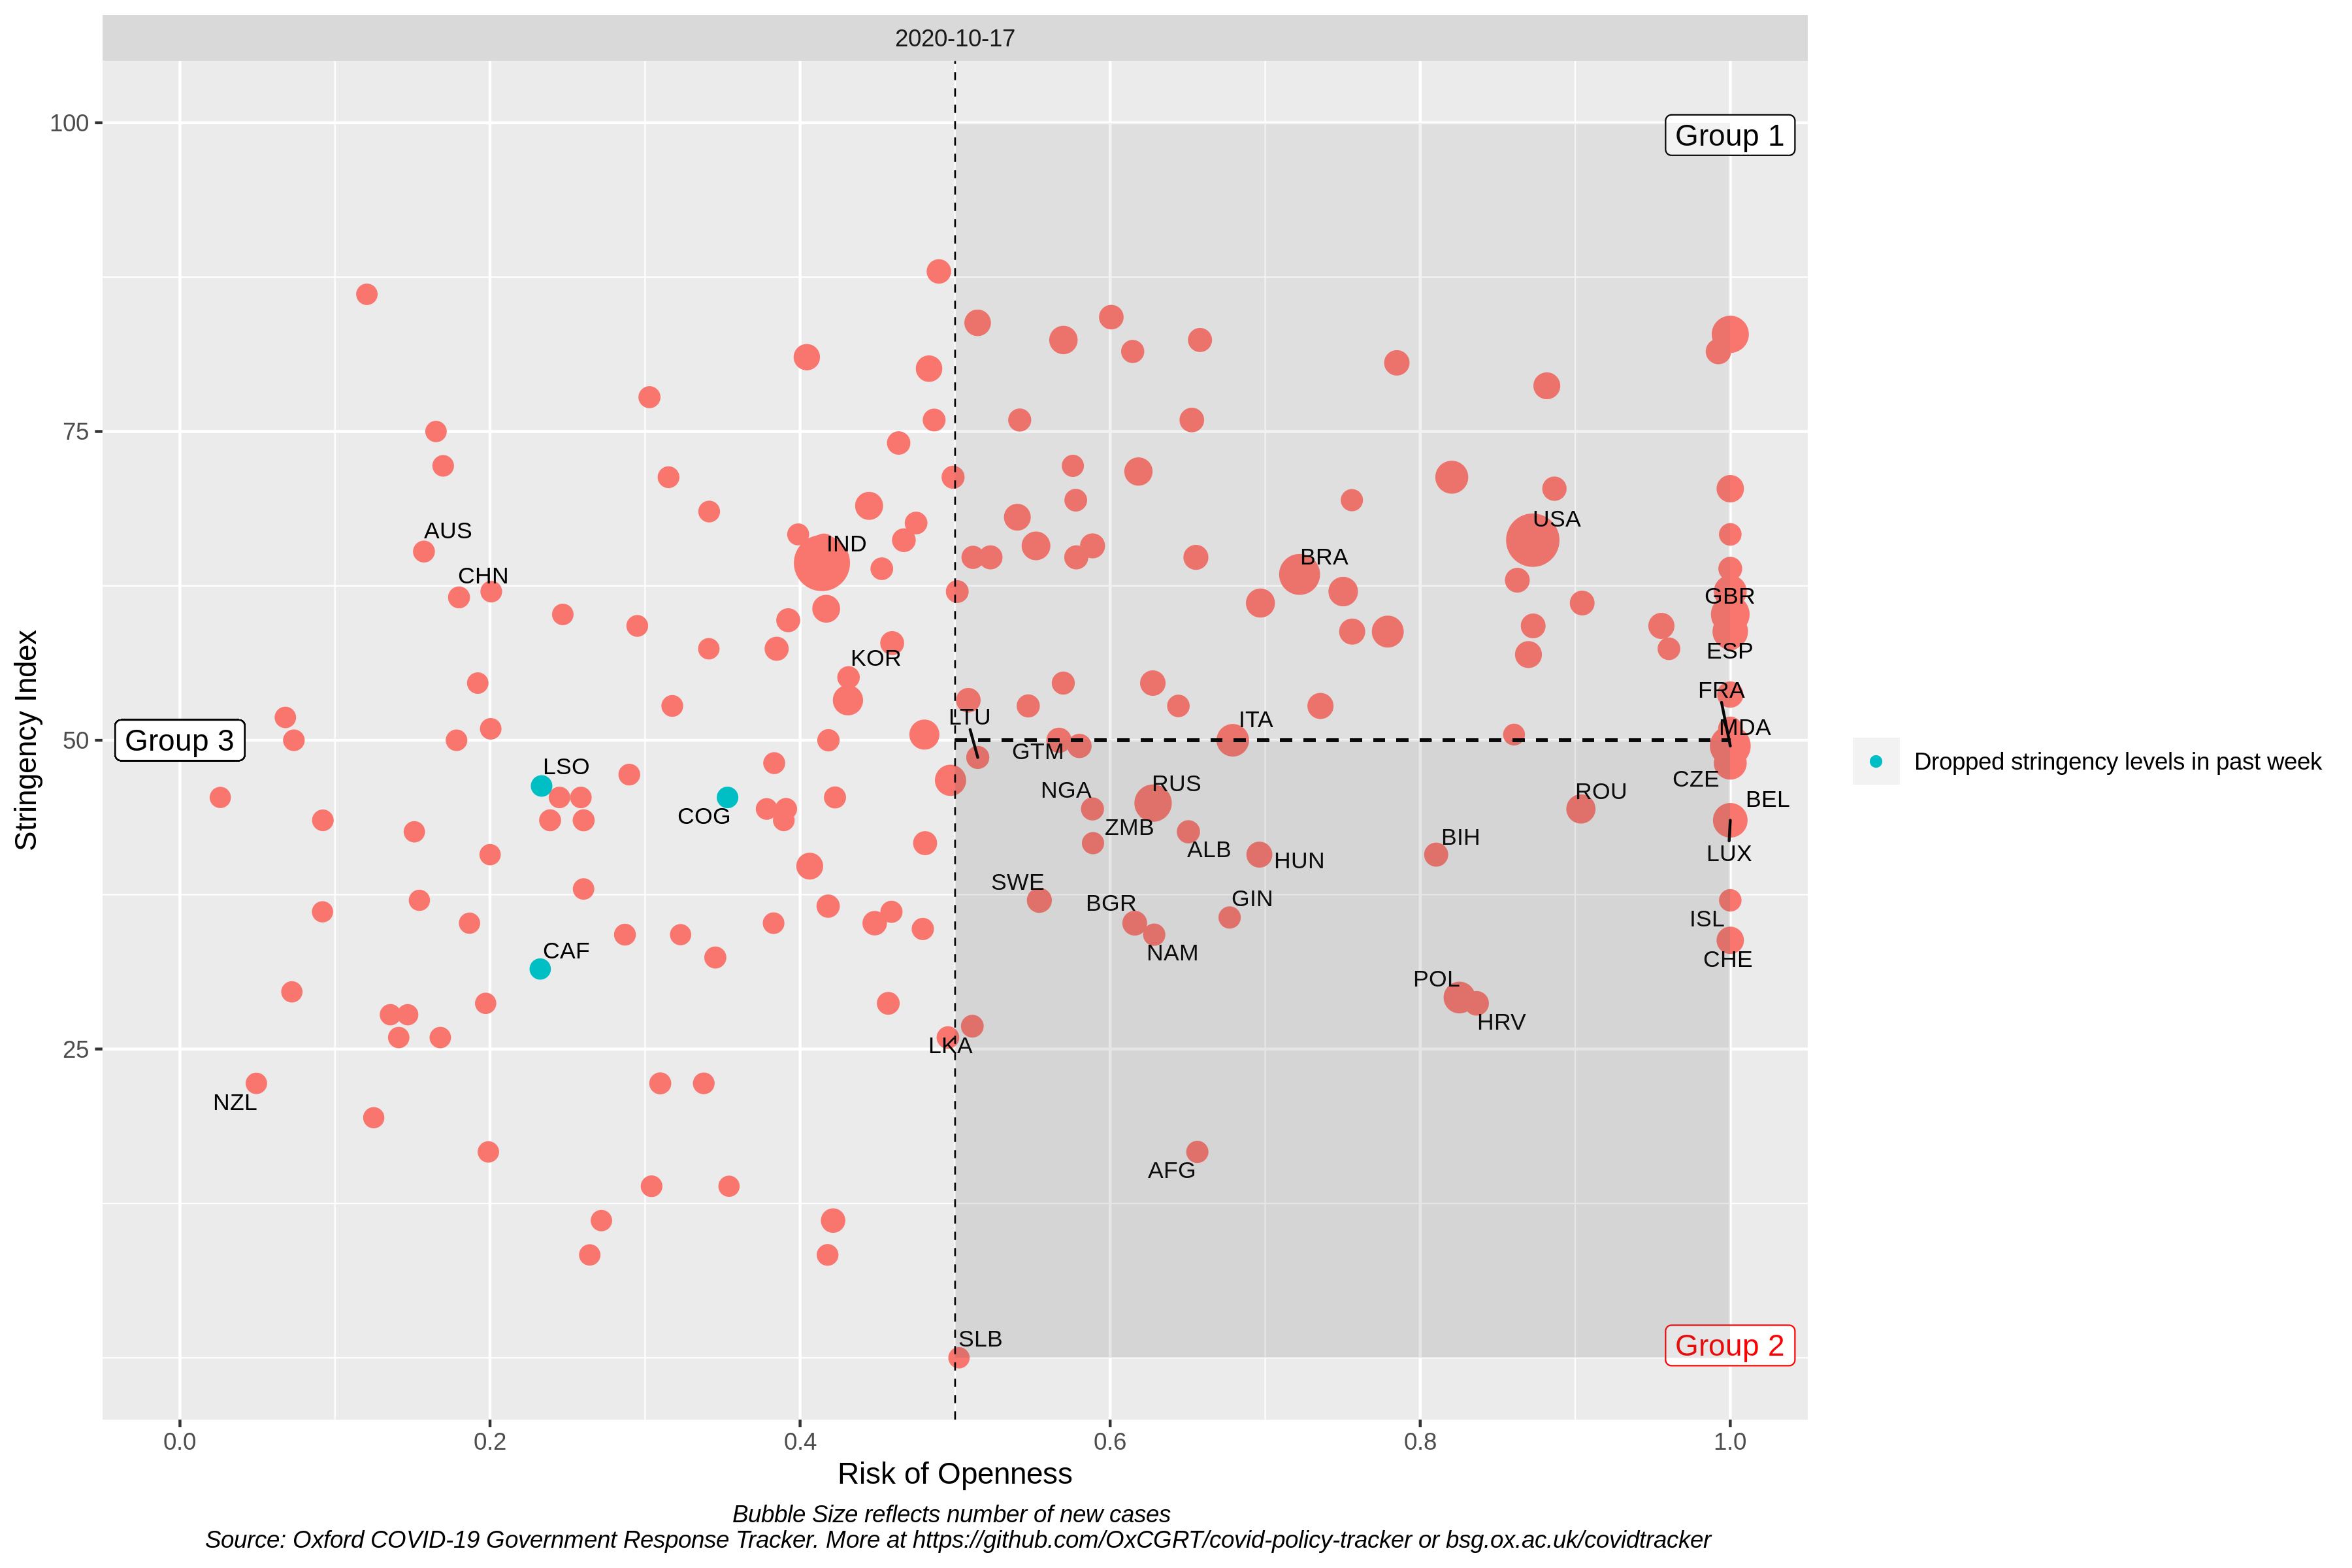 2020-10-17
100
Group 1
75
AUS
IND
USA
BRA
CHN
GBR
KOR
ESP
FRA
LTU
ITA
MDA
Stringency Index
50
Group 3
GTM
LSO
CZE
Dropped stringency levels in past week
NGA
RUS
ROU
BEL
COG
ZMB
BIH
ALB
HUN
LUX
SWE
BGR
GIN
ISL
CAF
NAM
CHE
POL
HRV
25
LKA
NZL
AFG
SLB
Group 2
0.0 0.2 0.4 0.6 0.8 1.0
Risk of Openness
Bubble Size reflects number of new cases
Source: Oxford COVID-19 Government Response Tracker. More at https://github.com/OxCGRT/covid-policy-tracker or bsg.ox.ac.uk/covidtracker